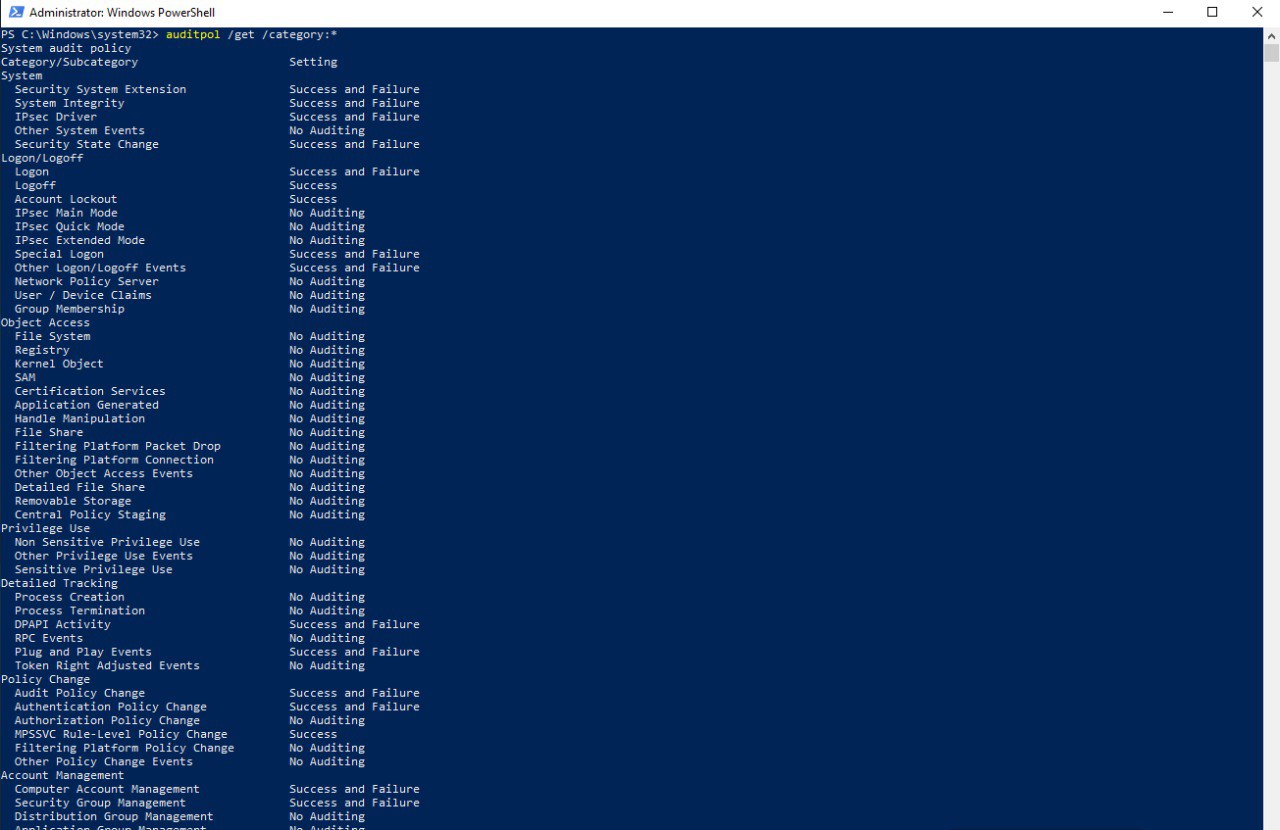 Administrator: Windows PowerShell
PS C:\Windows\system32> auditpol /get /category:*
System audit policy
Category/Subcategory                      Setting
System
  Security System Extension               Success and Failure
  System Integrity                        Success and Failure
  IPsec Driver                            Success and Failure
  Other System Events                     No Auditing
  Security State Change                   Success and Failure
Logon/Logoff
  Logon                                   Success and Failure
  Logoff                                  Success
  Account Lockout                         Success
  IPsec Main Mode                         No Auditing
  IPsec Quick Mode                        No Auditing
  IPsec Extended Mode                     No Auditing
  Special Logon                           Success and Failure
  Other Logon/Logoff Events               Success and Failure
  Network Policy Server                   No Auditing
  User / Device Claims                    No Auditing
  Group Membership                        No Auditing
Object Access
  File System                             No Auditing
  Registry                                No Auditing
  Kernel Object                           No Auditing
  SAM                                     No Auditing
  Certification Services                  No Auditing
  Application Generated                   No Auditing
  Handle Manipulation                     No Auditing
  File Share                              No Auditing
  Filtering Platform Packet Drop          No Auditing
  Filtering Platform Connection           No Auditing
  Other Object Access Events              No Auditing
  Detailed File Share                     No Auditing
  Removable Storage                       No Auditing
  Central Policy Staging                  No Auditing
Privilege Use
  Non Sensitive Privilege Use             No Auditing
  Other Privilege Use Events              No Auditing
  Sensitive Privilege Use                 No Auditing
Detailed Tracking
  Process Creation                        No Auditing
  Process Termination                     No Auditing
  DPAPI Activity                          Success and Failure
  RPC Events                              No Auditing
  Plug and Play Events                    Success and Failure
  Token Right Adjusted Events             No Auditing
Policy Change
  Audit Policy Change                     Success and Failure
  Authentication Policy Change            Success and Failure
  Authorization Policy Change             No Auditing
  MPSSVC Rule-Level Policy Change         Success
  Filtering Platform Policy Change        No Auditing
  Other Policy Change Events              No Auditing
Account Management
  Computer Account Management             Success and Failure
  Security Group Management               Success and Failure
  Distribution Group Management           No Auditing
  Application Group Management            No Auditing